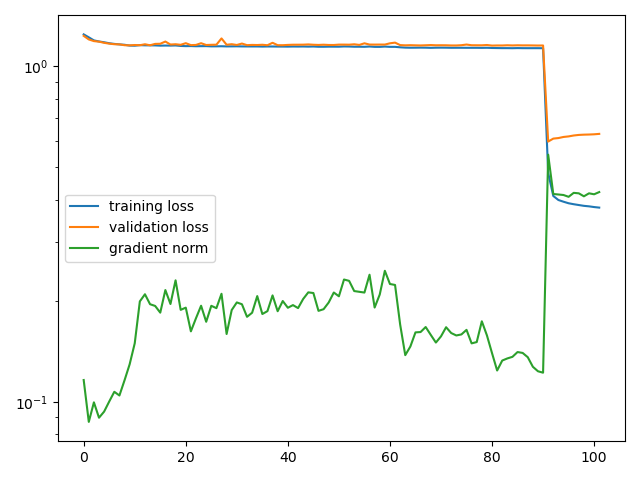 10⁰
training loss
validation loss
gradient norm
10⁻¹
0 20 40 60 80 100